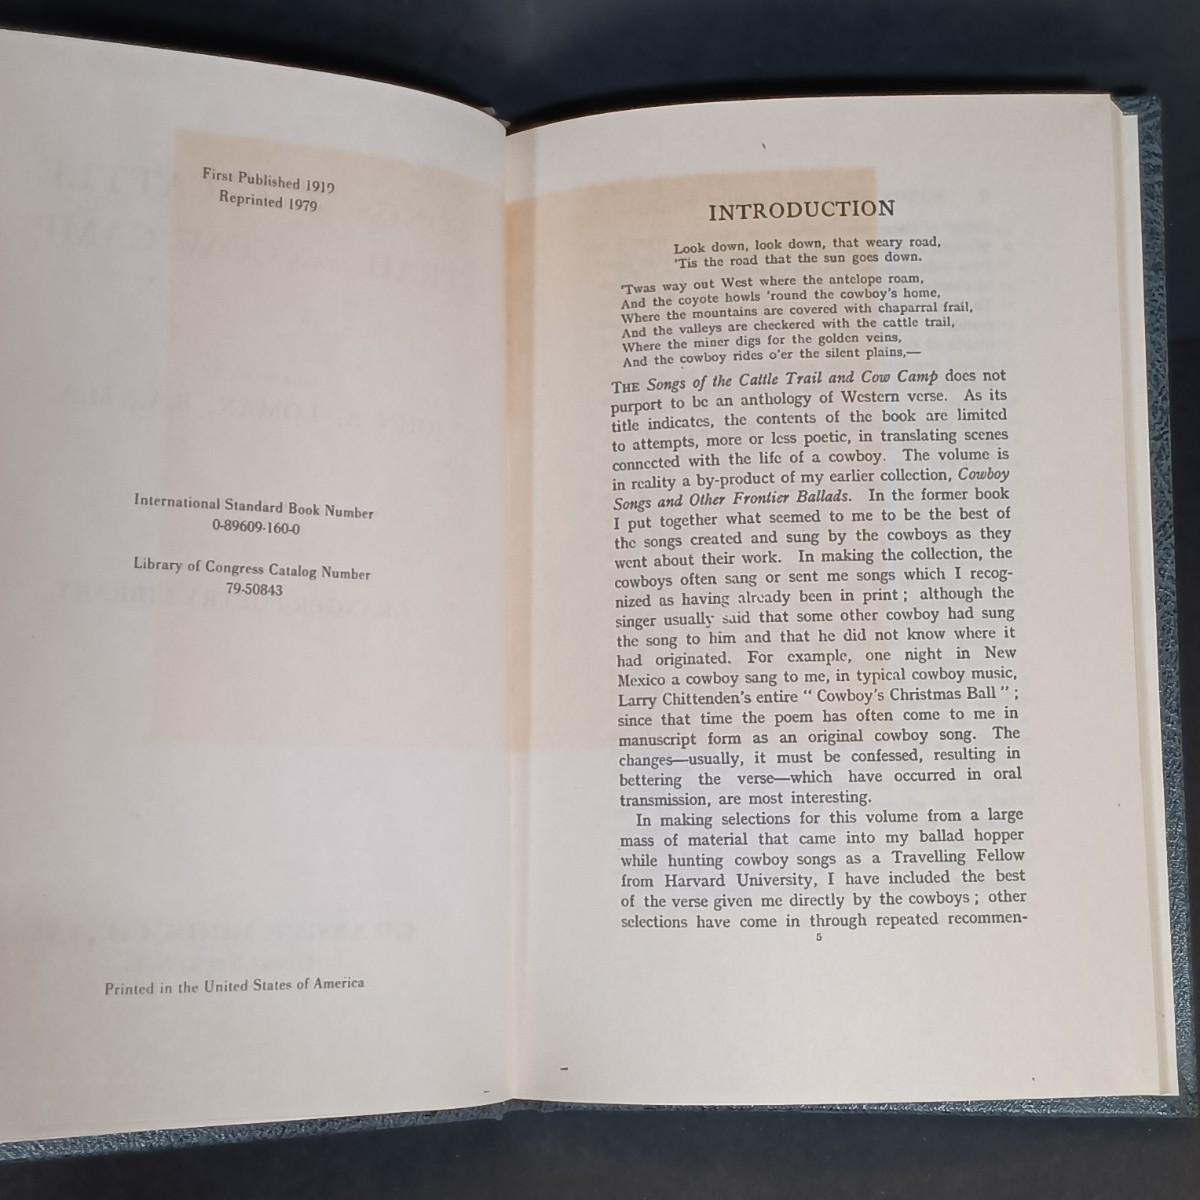 First Published 1919
Reprinted 1979
International Standard Book Number
0-89609-160-0
Library of Congress Catalog Number
79-50843
Printed in the United States of America
INTRODUCTION
Look down, look down, that weary road,
'Tis the road that the sun goes down.
'Twas way out West where the antelope roam,
And the coyote howls 'round the cowboy's home,
Where the mountains are covered with chaparral frail,
And the valleys are checkered with the cattle trail,
Where the miner digs for the golden veins,
And the cowboy rides o'er the silent plains,—
THE Songs of the Cattle Trail and Cow Camp does not
purport to be an anthology of Western verse. As its
title indicates, the contents of the book are limited
to attempts, more or less poetic, in translating scenes
connected with the life of a cowboy. The volume is
in reality a by-product of my earlier collection, Cowboy
Songs and Other Frontier Ballads. In the former book
I put together what seemed to me to be the best of
the songs created and sung by the cowboys as they
went about their work. In making the collection, the
cowboys often sang or sent me songs which I recog-
nized as having already been in print; although the
singer usually said that some other cowboy had sung
the song to him and that he did not know where it
had originated. For example, one night in New
Mexico a cowboy sang to me, in typical cowboy music,
Larry Chittenden's entire " Cowboy's Christmas Ball " ;
since that time the poem has often come to me in
manuscript form as an original cowboy song. The
changes—usually, it must be confessed, resulting in
bettering the verse—which have occurred in oral
transmission, are most interesting.
In making selections for this volume from a large
mass of material that came into my ballad hopper
while hunting cowboy songs as a Travelling Fellow
from Harvard University, I have included the best
of the verse given me directly by the cowboys ; other
selections have come in through repeated recommen-
5